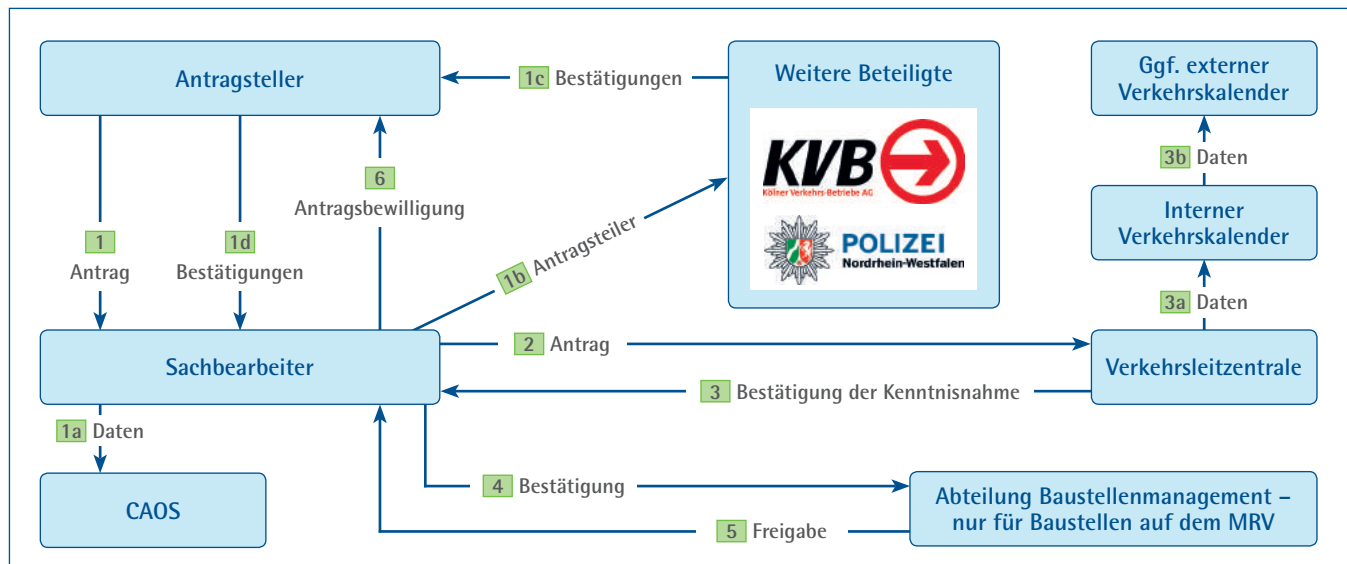 Antragsteller
1c Bestätigungen
Weitere Beteiligte
KVB
Kölner Verkehrs-Betriebe AG
POLIZEI
Nordrhein-Westfalen
Ggf. externer
Verkehrskalender
3b Daten
Interner
Verkehrskalender
3a Daten
1
Antrag
1d
Bestätigungen
6
Antragsbewilligung
1b Antragsteiler
Sachbearbeiter
2 Antrag
Verkehrsleitzentrale
3 Bestätigung der Kenntnisnahme
1a Daten
CAOS
4 Bestätigung
5 Freigabe
Abteilung Baustellenmanagement –
nur für Baustellen auf dem MRV